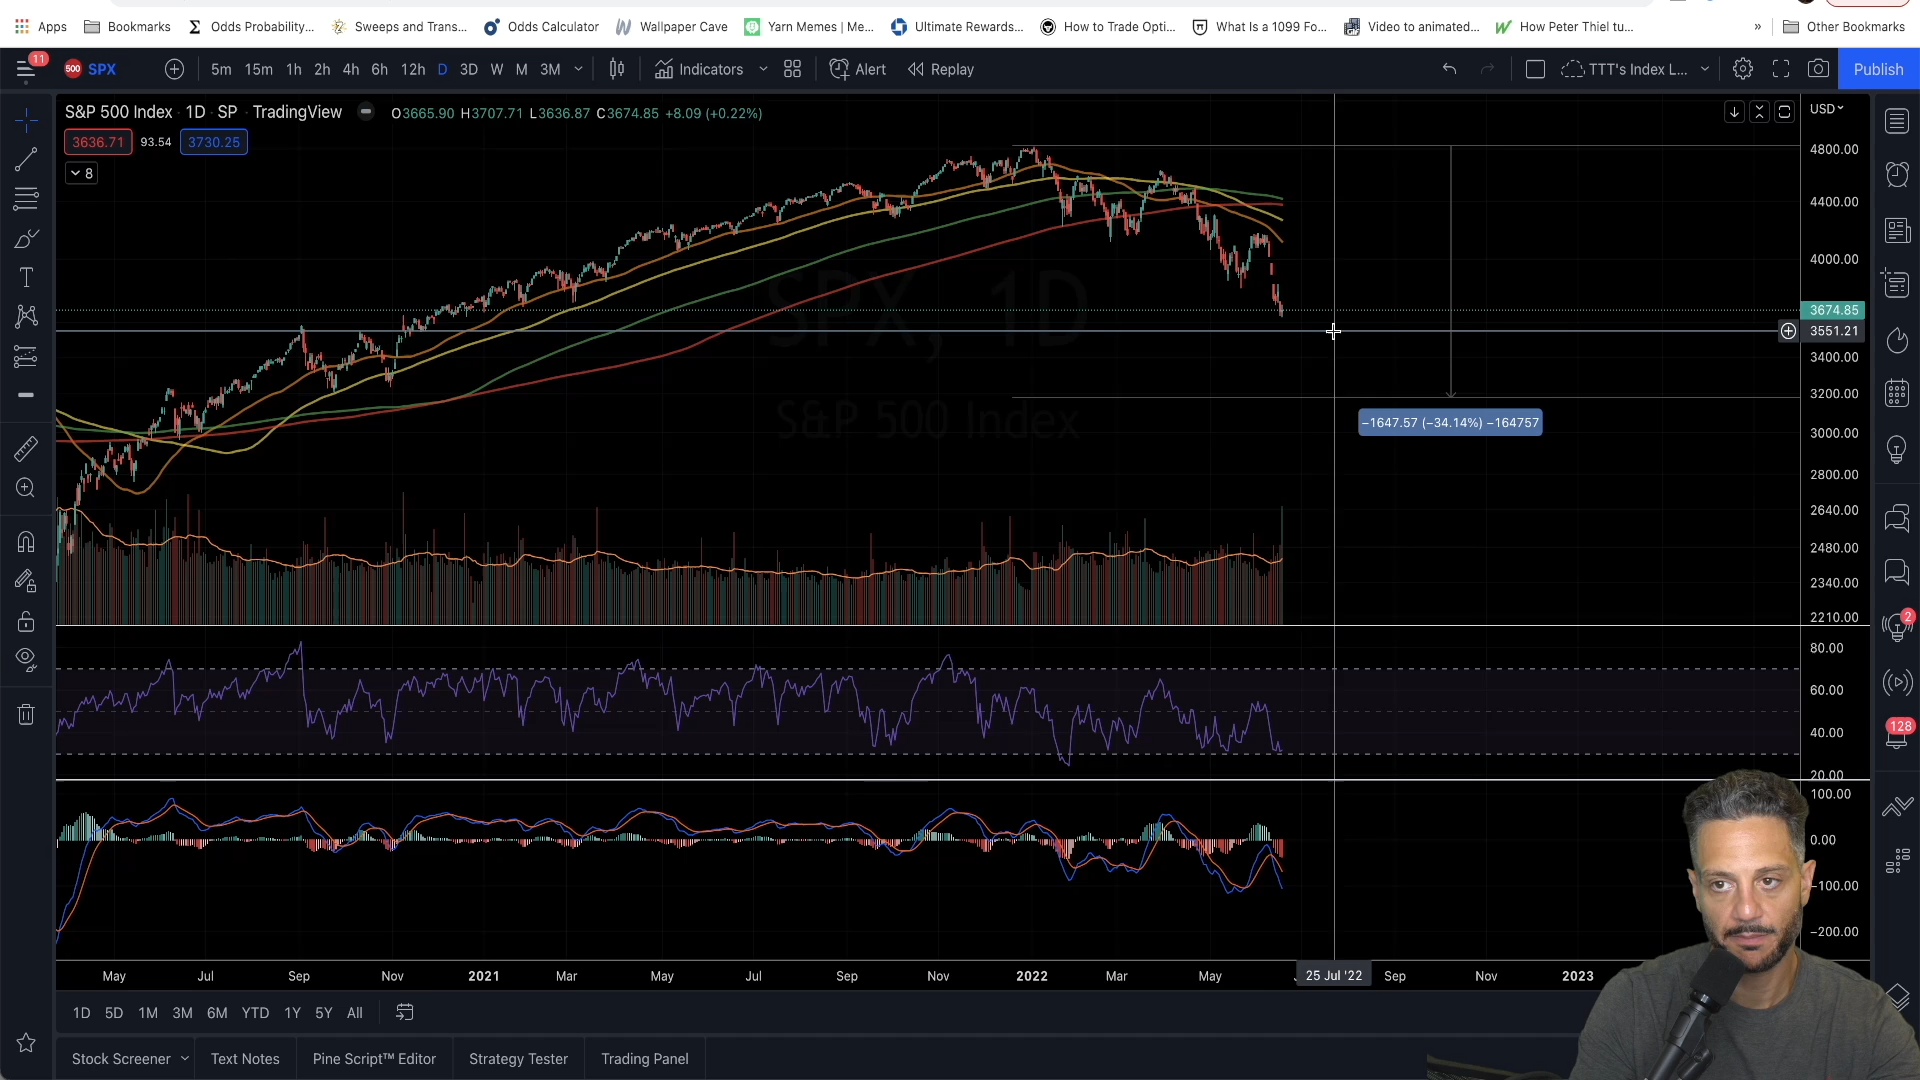 Apps Bookmarks Odds Probability... Sweeps and Trans... Odds Calculator Wallpaper Cave Yarn Memes | Me... Ultimate Rewards... How to Trade Opti... What Is a 1099 Fo... Video to animated... How Peter Thiel tu... » Other Bookmarks
11 500 SPX 5m 15m 1h 2h 4h 6h 12h D 3D W M 3M Indicators Alert Replay TTT's Index L... Publish
S&P 500 Index · 1D · SP · TradingView O3665.90 H3707.71 L3636.87 C3674.85 +8.09 (+0.22%) USD
3636.71 93.54 3730.25
8
4800.00
4400.00
4000.00
3674.85
3551.21
3400.00
3200.00
3000.00
2800.00
2640.00
2480.00
2340.00
2210.00
SPX, 1D
S&P 500 Index
−1647.57 (−34.14%) −164757
80.00
60.00
40.00
20.00
100.00
0.00
−100.00
−200.00
2
128
May Jul Sep Nov 2021 Mar May Jul Sep Nov 2022 Mar May 25 Jul '22 Sep Nov 2023
1D 5D 1M 3M 6M YTD 1Y 5Y All
Stock Screener Text Notes Pine Script™ Editor Strategy Tester Trading Panel